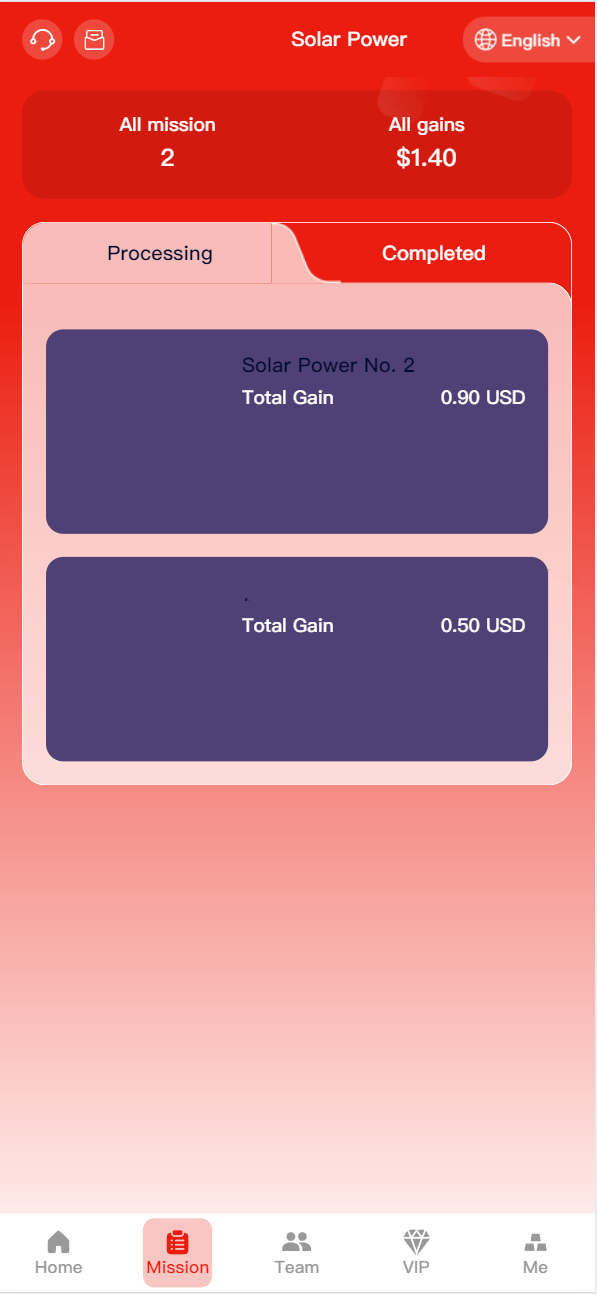 Solar Power
English
All mission
All gains
2
$1.40
Processing
Completed
Solar Power No. 2
Total Gain
0.90 USD
Total Gain
0.50 USD
Home
Mission
Team
VIP
Me